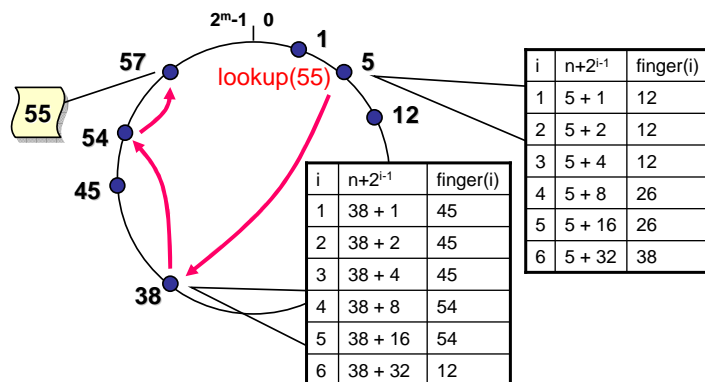 2ᵐ-1 0
1
57
5
lookup(55)
55
12
54
45
38
i n+2ⁱ⁻¹ finger(i)
1 5 + 1 12
2 5 + 2 12
3 5 + 4 12
4 5 + 8 26
5 5 + 16 26
6 5 + 32 38
i n+2ⁱ⁻¹ finger(i)
1 38 + 1 45
2 38 + 2 45
3 38 + 4 45
4 38 + 8 54
5 38 + 16 54
6 38 + 32 12